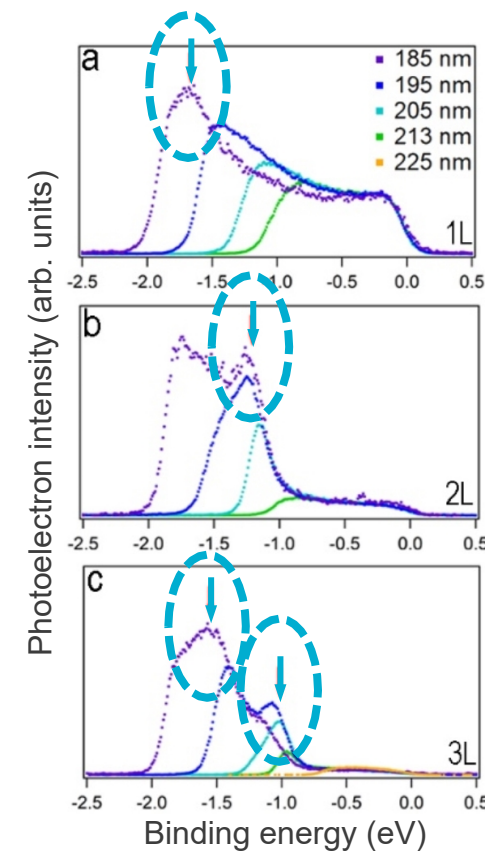 Photoelectron intensity (arb. units)
a
185 nm
195 nm
205 nm
213 nm
225 nm
1L
-2.5 -2.0 -1.5 -1.0 -0.5 0.0 0.5
b
2L
-2.5 -2.0 -1.5 -1.0 -0.5 0.0 0.5
c
3L
-2.5 -2.0 -1.5 -1.0 -0.5 0.0 0.5
Binding energy (eV)